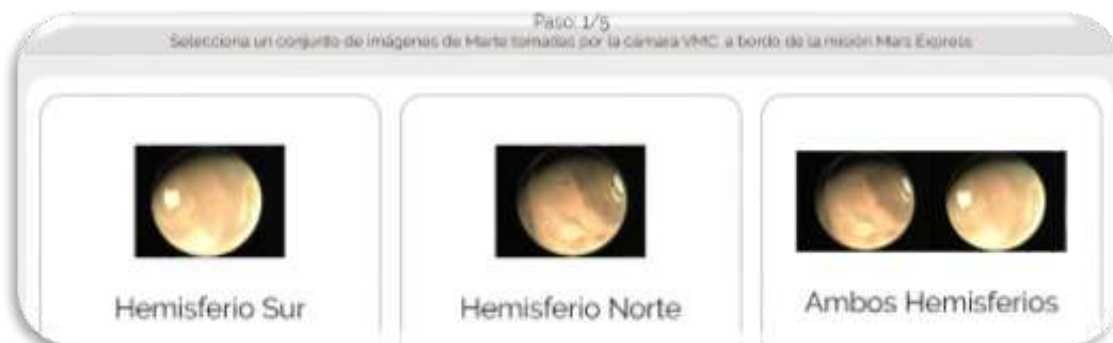 Paso: 1/5
Selecciona un conjunto de imágenes de Marte tomadas por la cámara VMC, a bordo de la misión Mars Express
Hemisferio Sur
Hemisferio Norte
Ambos Hemisferios